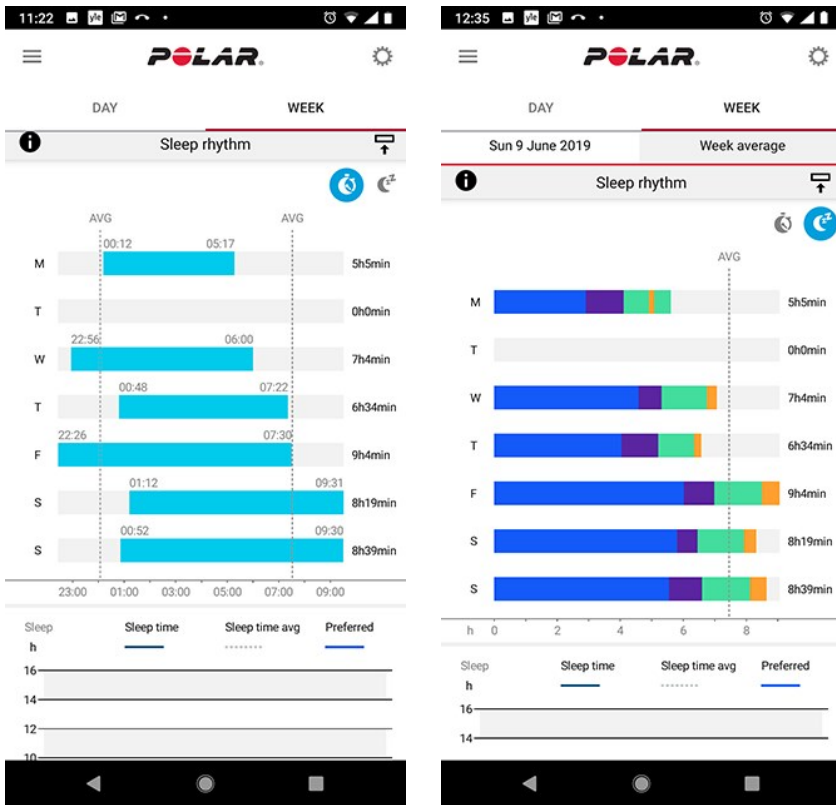 11:22 yle
POLAR.
DAY WEEK
Sleep rhythm
AVG AVG
00:12 05:17
M 5h5min
T 0h0min
22:56 06:00
W 7h4min
00:48 07:22
T 6h34min
22:26 07:30
F 9h4min
01:12 09:31
S 8h19min
00:52 09:30
S 8h39min
23:00 01:00 03:00 05:00 07:00 09:00
Sleep Sleep time Sleep time avg Preferred
h
16
14
12
10
12:35 yle
POLAR.
DAY WEEK
Sun 9 June 2019 Week average
Sleep rhythm
AVG
M 5h5min
T 0h0min
W 7h4min
T 6h34min
F 9h4min
S 8h19min
S 8h39min
h 0 2 4 6 8
Sleep Sleep time Sleep time avg Preferred
h
16
14